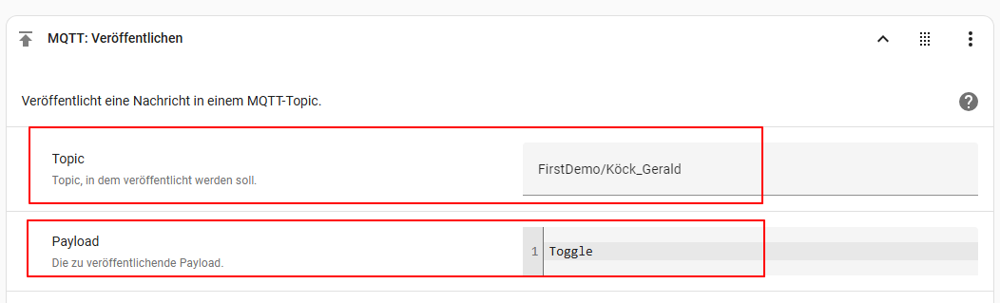 MQTT: Veröffentlichen
Veröffentlicht eine Nachricht in einem MQTT-Topic.
Topic
Topic, in dem veröffentlicht werden soll.
FirstDemo/Köck_Gerald
Payload
Die zu veröffentlichende Payload.
1 Toggle